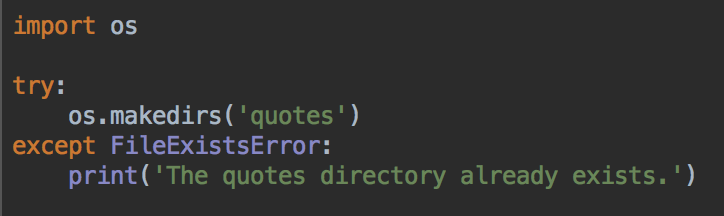 import os
try:
    os.makedirs('quotes')
except FileExistsError:
    print('The quotes directory already exists.')